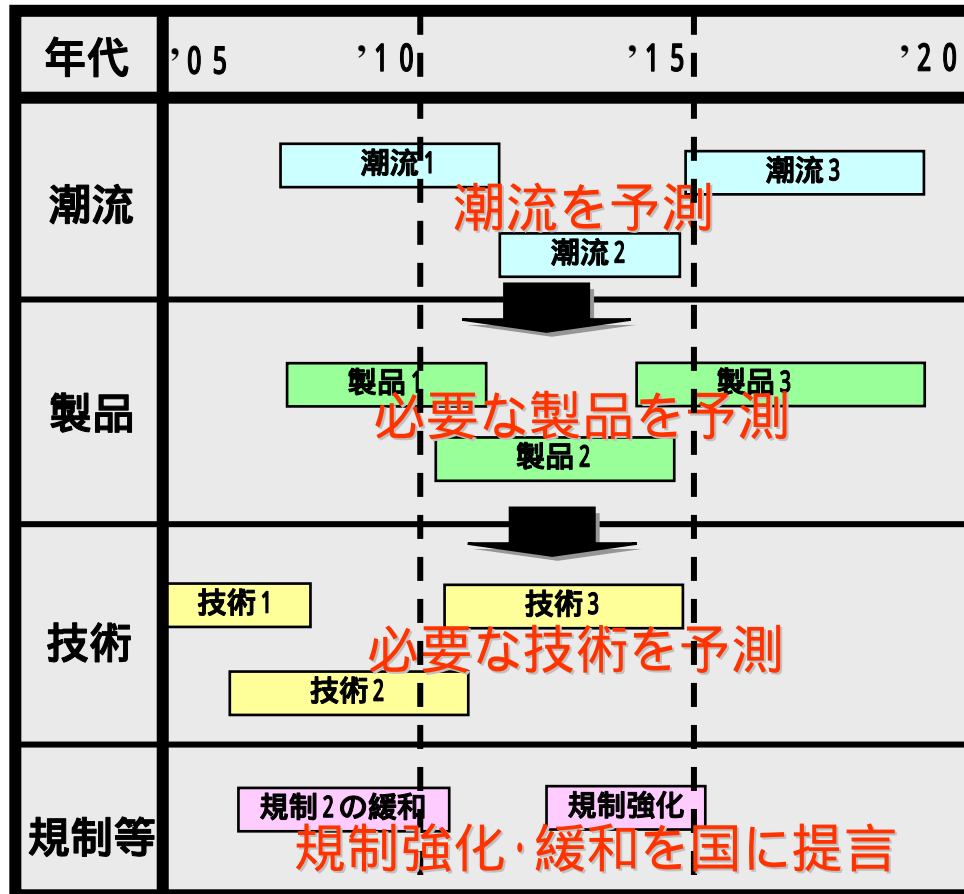 年代
’05
’10
’15
’20
潮流
潮流1
潮流3
潮流を予測
潮流2
製品
製品1
製品3
必要な製品を予測
製品2
技術
技術1
技術3
必要な技術を予測
技術2
規制等
規制2の緩和
規制強化
規制強化・緩和を国に提言